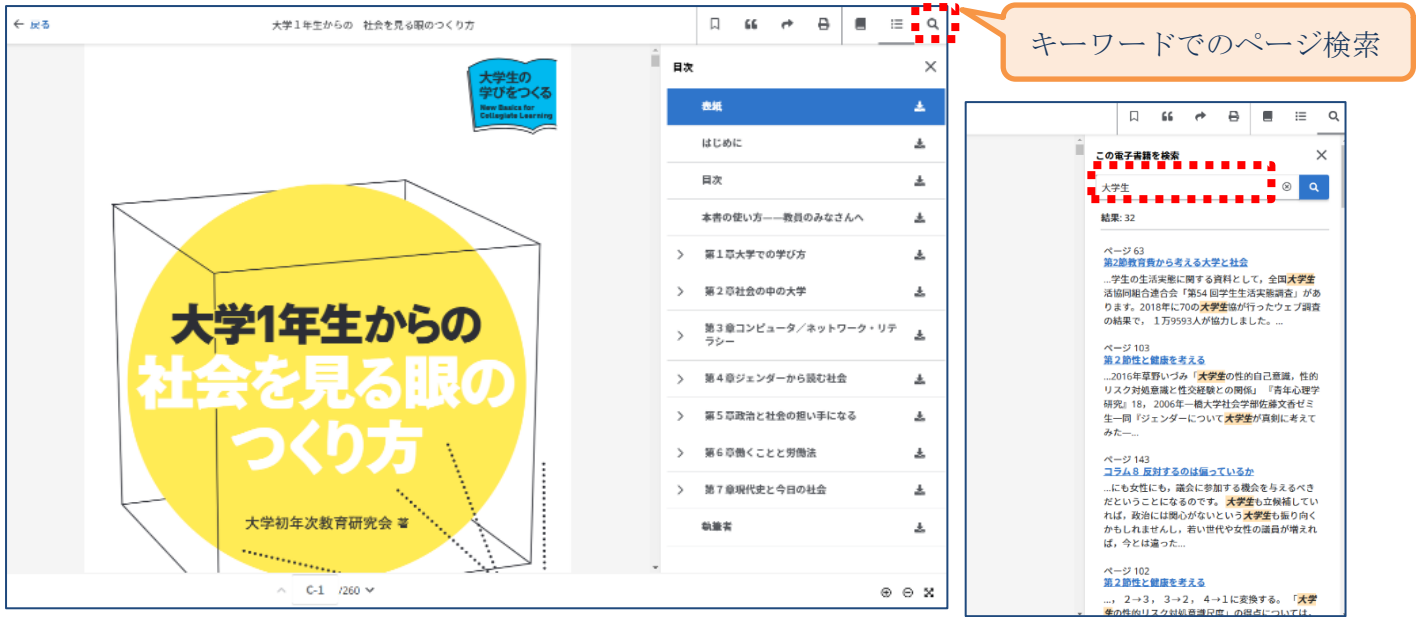 ← 戻る
大学１年生からの　社会を見る眼のつくり方
キーワードでのページ検索
大学生の
学びをつくる
New Basics for
Collegiate Learning
大学1年生からの
社会を見る眼の
つくり方
大学初年次教育研究会 著
C-1 /260
目次
表紙
はじめに
目次
本書の使い方――教員のみなさんへ
第１章大学での学び方
第２章社会の中の大学
第３章コンピュータ／ネットワーク・リテ
ラシー
第４章ジェンダーから読む社会
第５章政治と社会の担い手になる
第６章働くことと労働法
第７章現代史と今日の社会
執筆者
この電子書籍を検索
大学生
結果: 32
ページ 63
第2節教育費から考える大学と社会
...学生の生活実態に関する資料として，全国大学生
活協同組合連合会「第54 回学生生活実態調査」があ
ります。2018年に70の大学生協が行ったウェブ調査
の結果で， 1万9593人が協力しました。...
ページ 103
第２節性と健康を考える
...2016年草野いづみ「大学生の性的自己意識，性的
リスク対処意識と性交経験との関係」『青年心理学
研究』18， 2006年一橋大学社会学部佐藤文香ゼミ
生一同『ジェンダーについて大学生が真剣に考えて
みた―...
ページ 143
コラム８ 反対するのは偏っているか
...にも女性にも，議会に参加する機会を与えるべき
だということになるのです。 大学生も立候補してい
れば，政治には関心がないという大学生も振り向く
かもしれませんし，若い世代や女性の議員が増えれ
ば，今とは違った...
ページ 102
第２節性と健康を考える
...， 2→3， 3→2， 4→1に変換する。「大学
生の性的リスク対処意識尺度」の得点については，